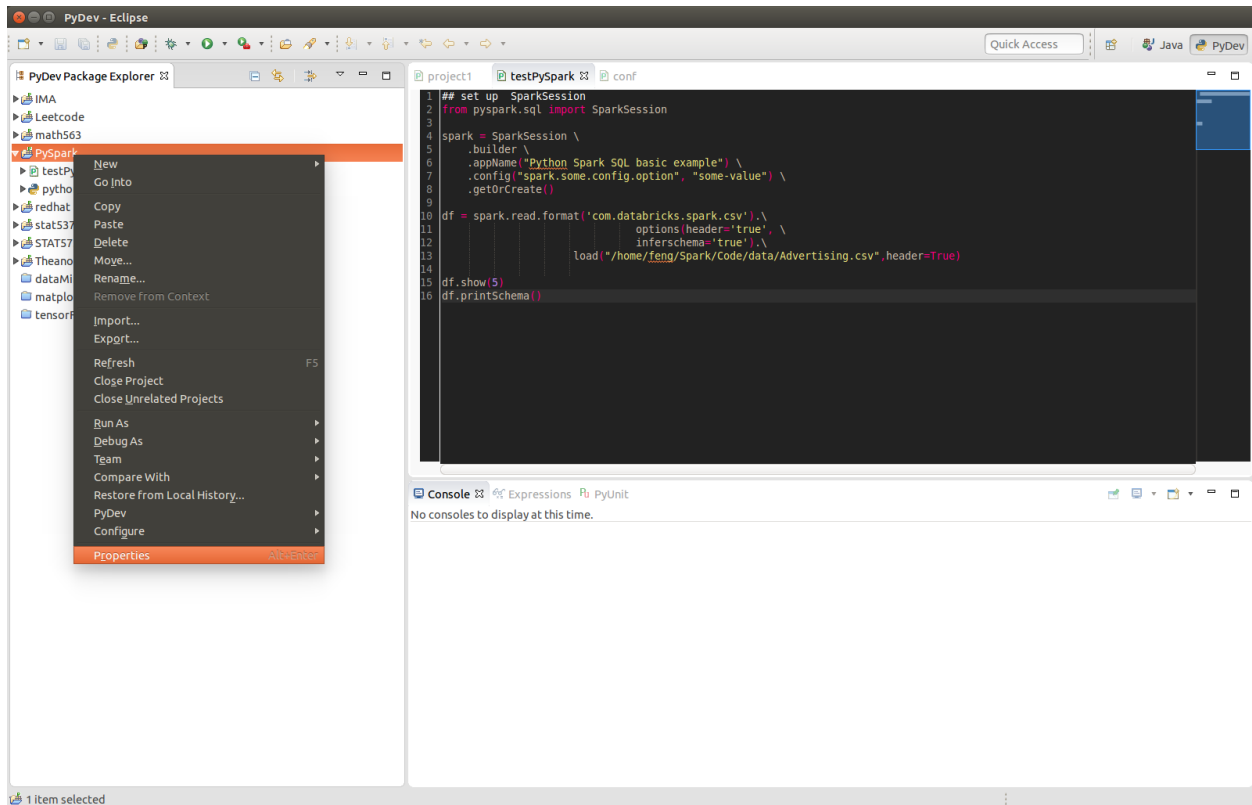 PyDev - Eclipse
Quick Access
Java
PyDev
PyDev Package Explorer
IMA
Leetcode
math563
PySpark
testPy
pytho
redhat
stat537
STAT57
Theano
dataMi
matplo
tensorF
New
Go Into
Copy
Paste
Delete
Move...
Rename...
Remove from Context
Import...
Export...
Refresh F5
Close Project
Close Unrelated Projects
Run As
Debug As
Team
Compare With
Restore from Local History...
PyDev
Configure
Properties Alt+Enter
project1 testPySpark conf
1 ## set up  SparkSession
2 from pyspark.sql import SparkSession
3
4 spark = SparkSession \
5     .builder \
6     .appName("Python Spark SQL basic example") \
7     .config("spark.some.config.option", "some-value") \
8     .getOrCreate()
9
10 df = spark.read.format('com.databricks.spark.csv').\
11                                options(header='true', \
12                                inferschema='true').\
13                      load("/home/feng/Spark/Code/data/Advertising.csv",header=True)
14
15 df.show(5)
16 df.printSchema()
Console Expressions PyUnit
No consoles to display at this time.
1 item selected